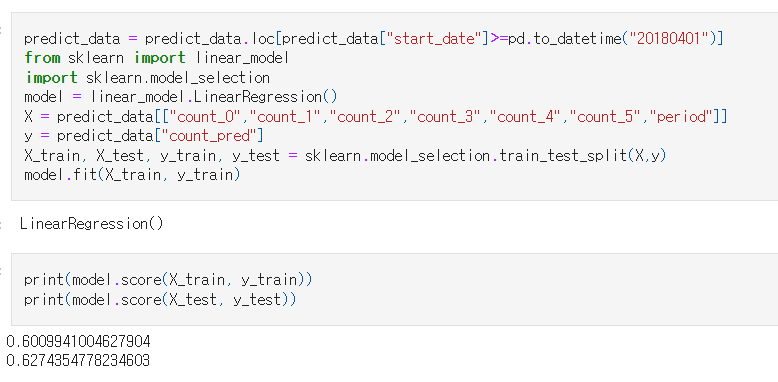 predict_data = predict_data.loc[predict_data["start_date"]>=pd.to_datetime("20180401")]
from sklearn import linear_model
import sklearn.model_selection
model = linear_model.LinearRegression()
X = predict_data[["count_0","count_1","count_2","count_3","count_4","count_5","period"]]
y = predict_data["count_pred"]
X_train, X_test, y_train, y_test = sklearn.model_selection.train_test_split(X,y)
model.fit(X_train, y_train)
LinearRegression()
print(model.score(X_train, y_train))
print(model.score(X_test, y_test))
0.6009941004627904
0.6274354778234603